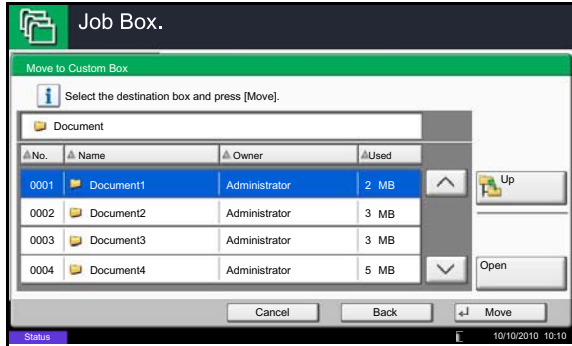 Job Box.
Move to Custom Box
i Select the destination box and press [Move].
Document
No. Name Owner Used
0001 Document1 Administrator 2 MB
0002 Document2 Administrator 3 MB
0003 Document3 Administrator 3 MB
0004 Document4 Administrator 5 MB
Up
Open
Cancel Back Move
Status 10/10/2010 10:10